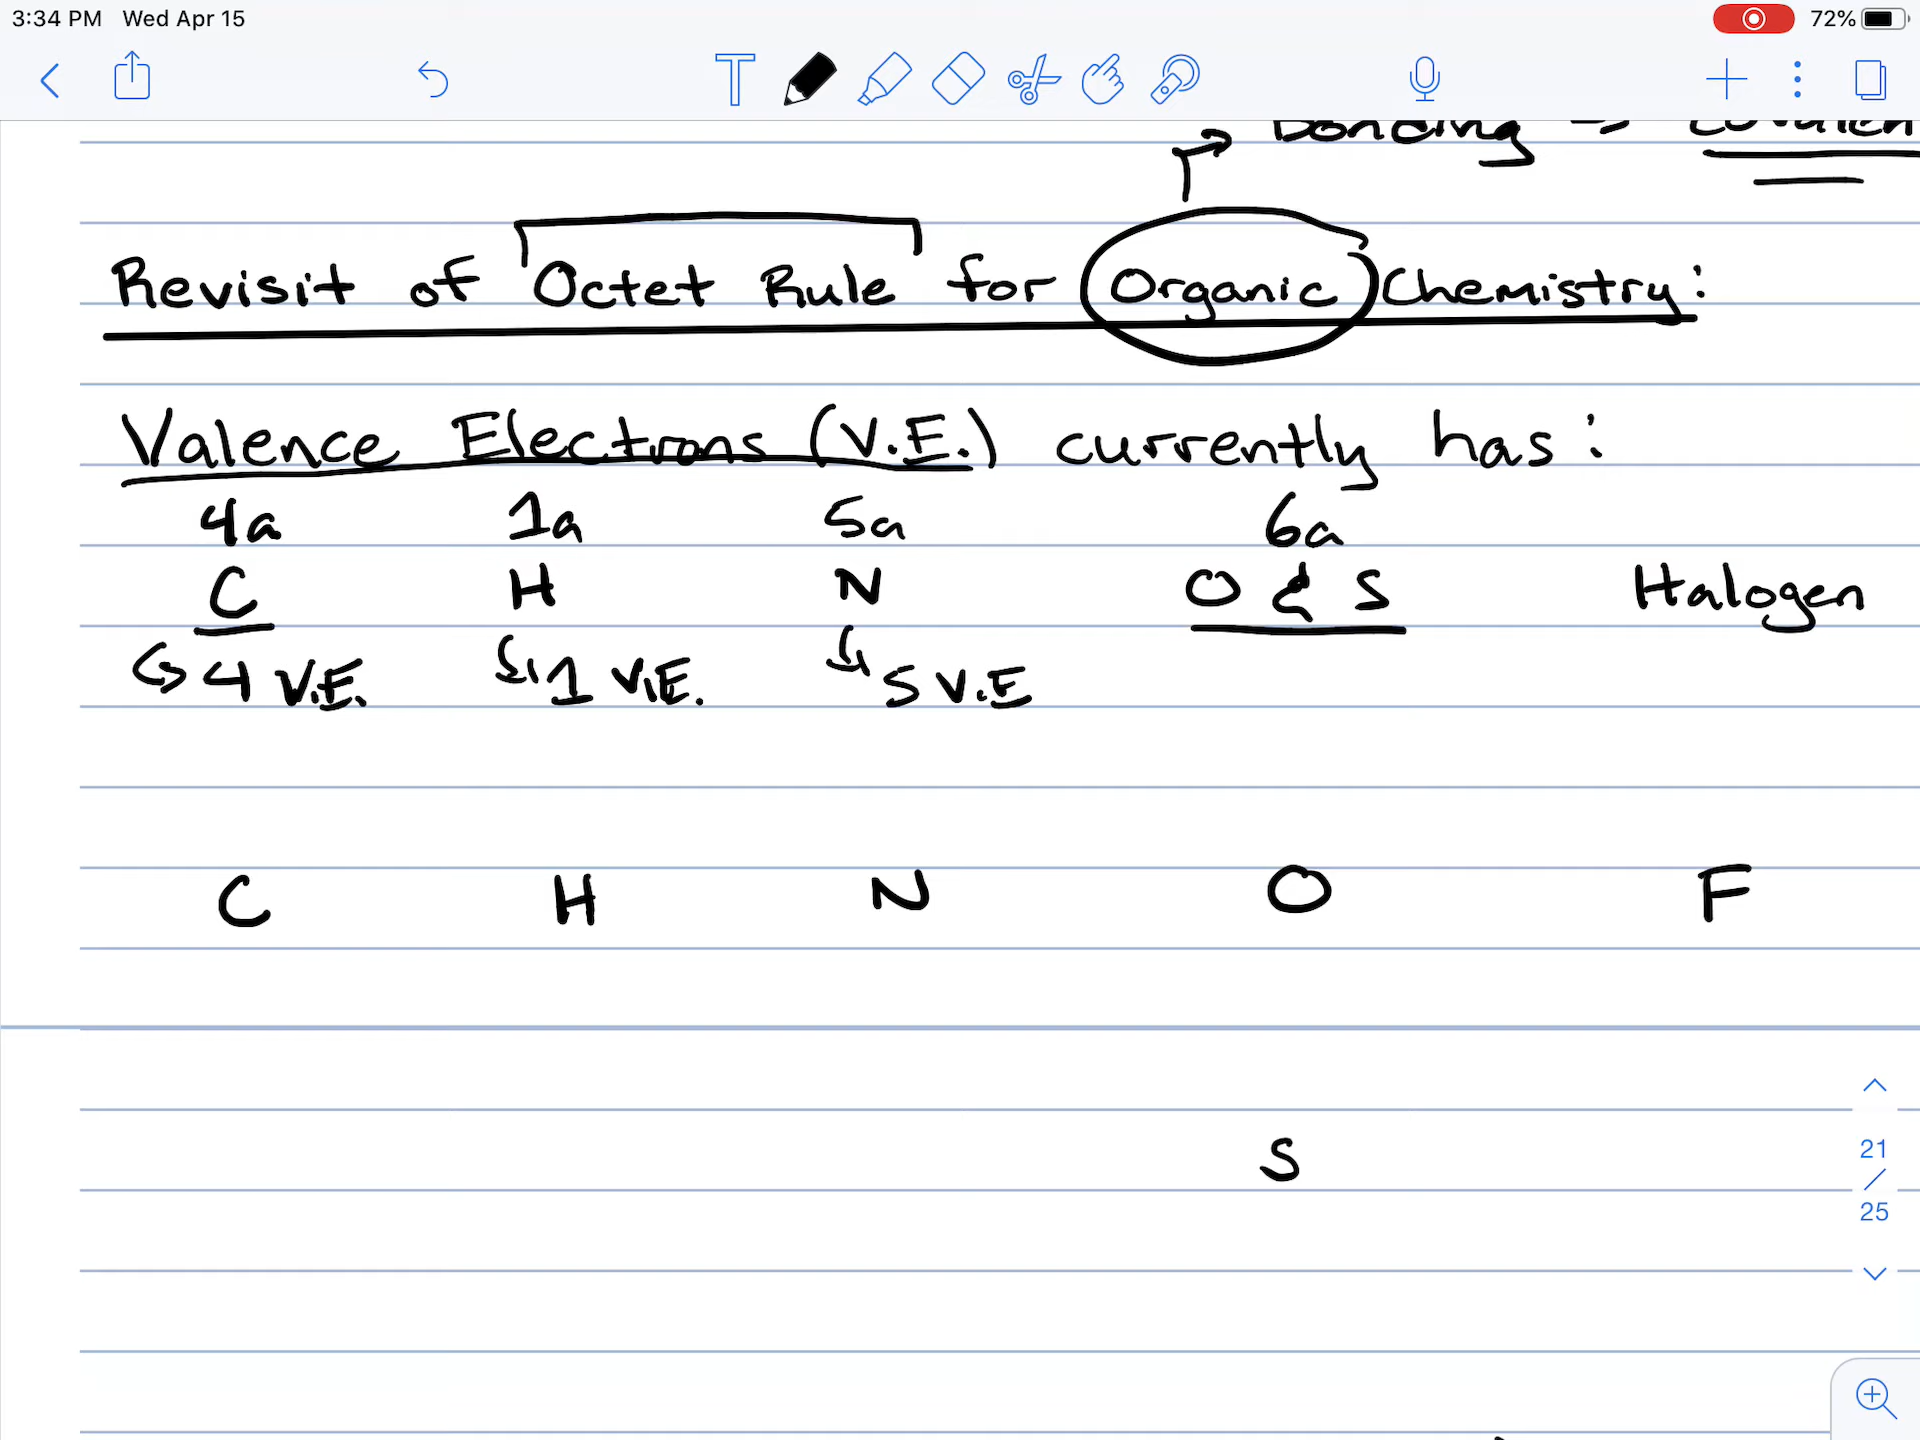 3:34 PM Wed Apr 15 72%
T
Bonding
Revisit of Octet Rule for Organic Chemistry:
Valence Electrons (V.E.) currently has:
4a 1a 5a 6a
C H N O & S Halogen
4 V.E. 1 V.E. 5 V.E
C H N O F
S
21
/
25